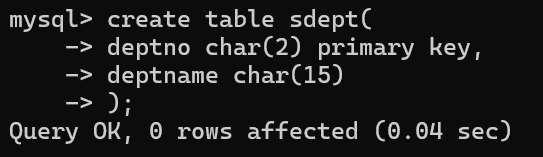 mysql> create table sdept(
    -> deptno char(2) primary key,
    -> deptname char(15)
    -> );
Query OK, 0 rows affected (0.04 sec)